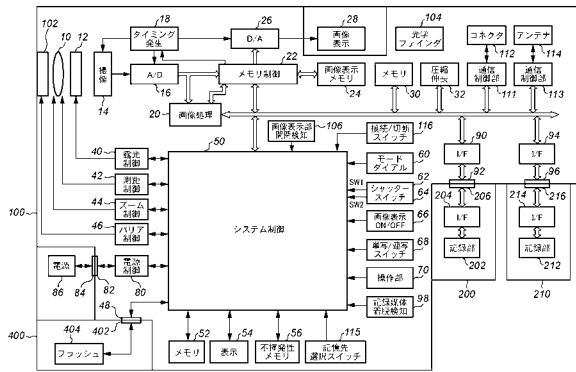 102
10
12
18
26
28
104
コネクタ
アンテナ
タイミング
発生
D/A
画像
表示
光学
ファインダ
112
114
22
撮像
A/D
メモリ制御
画像表示
メモリ
メモリ
圧縮
伸長
通信
制御部
通信
制御部
14
16
24
30
32
111
113
20
画像処理
50
画像表示部
開閉検知
106
接続/切断
スイッチ
116
90
94
I/F
I/F
40
露光
制御
モード
ダイアル
60
92
96
42
測距
制御
SW1
シャッター
スイッチ
62
64
SW2
204
206
214
216
I/F
I/F
44
ズーム
制御
画像表示
ON/OFF
66
100
46
バリア
制御
システム制御
単写/連写
スイッチ
68
記録部
記録部
202
212
電源
電源
制御
操作部
70
200
210
86
84
82
80
記録媒体
着脱検知
98
48
400
404
402
フラッシュ
52
54
56
115
メモリ
表示
不揮発性
メモリ
記憶先
選択スイッチ